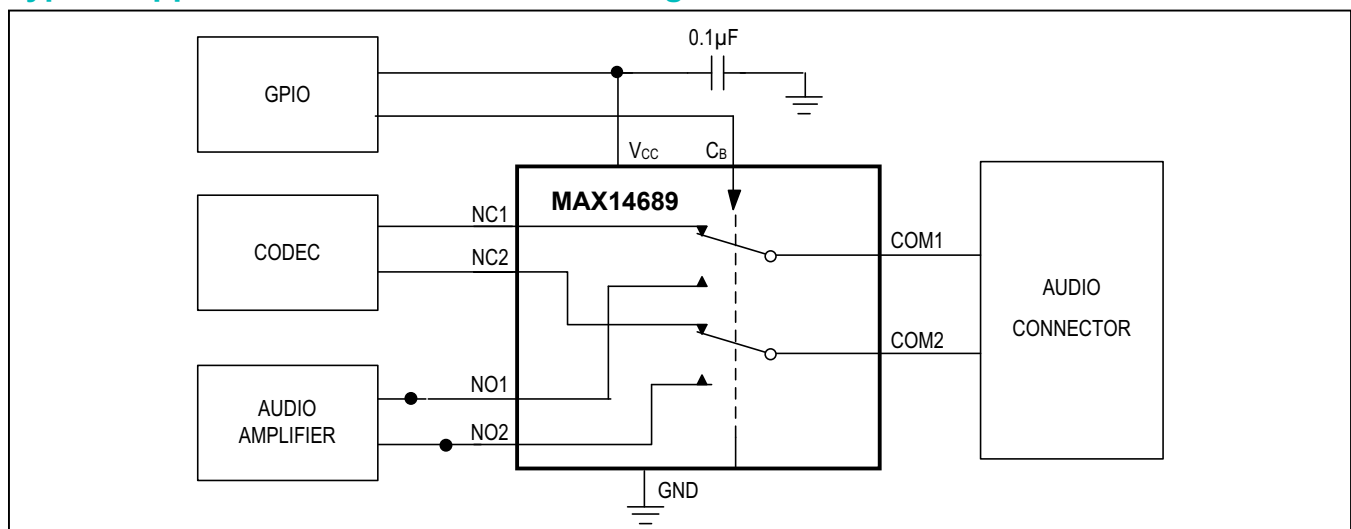 0.1µF
GPIO
VCC
CB
MAX14689
NC1
CODEC
NC2
COM1
AUDIO
CONNECTOR
COM2
NO1
AUDIO
AMPLIFIER
NO2
GND